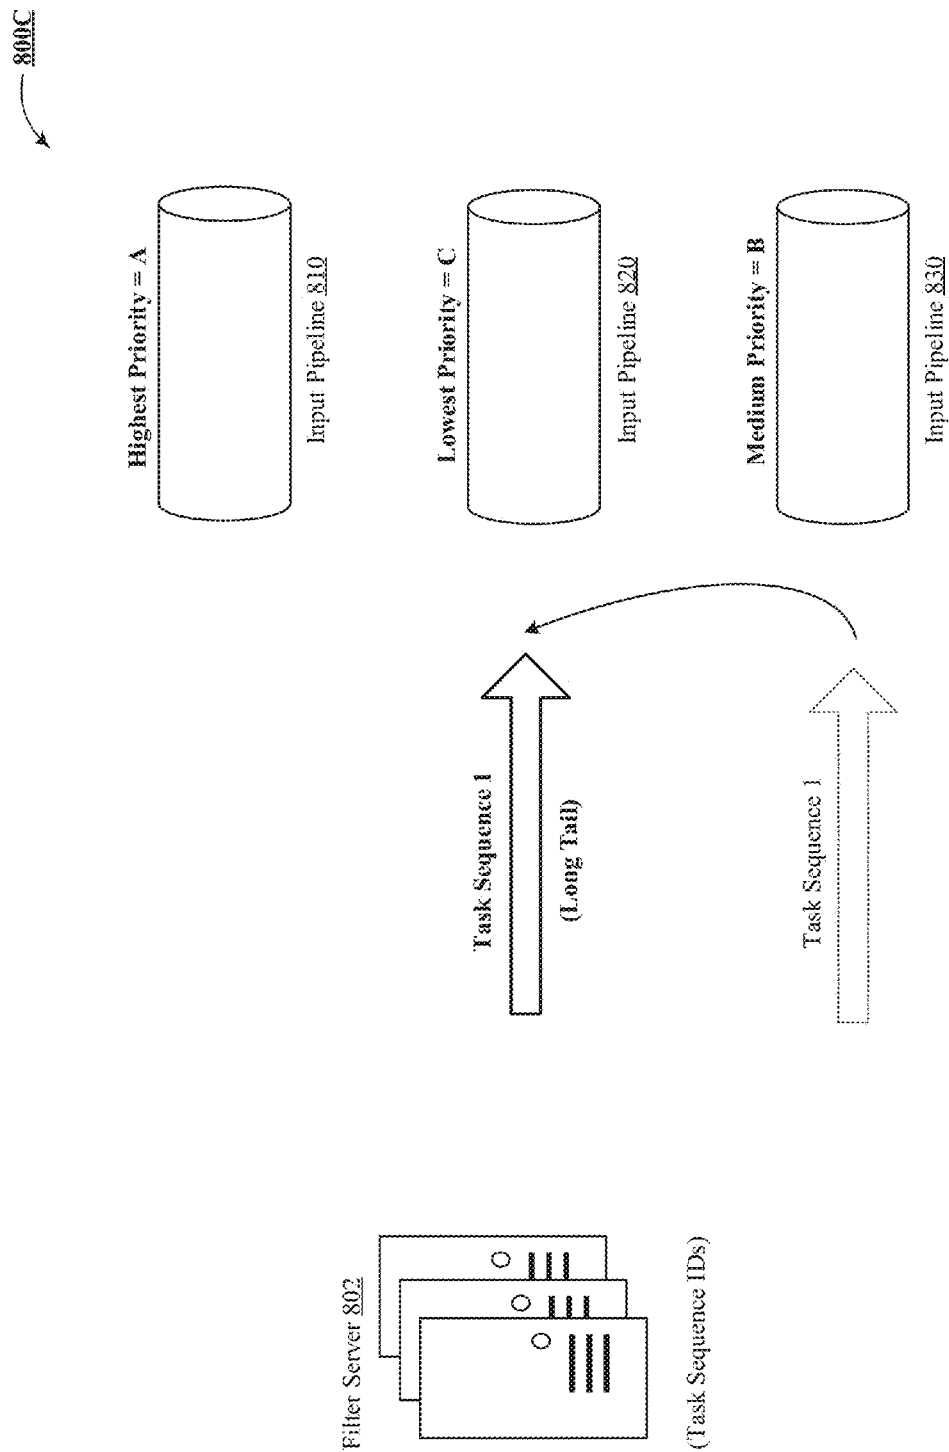 800C
Highest Priority = A
Input Pipeline 810
Lowest Priority = C
Input Pipeline 820
Medium Priority = B
Input Pipeline 830
Task Sequence 1
(Long Tail)
Task Sequence 1
Filter Server 802
(Task Sequence IDs)